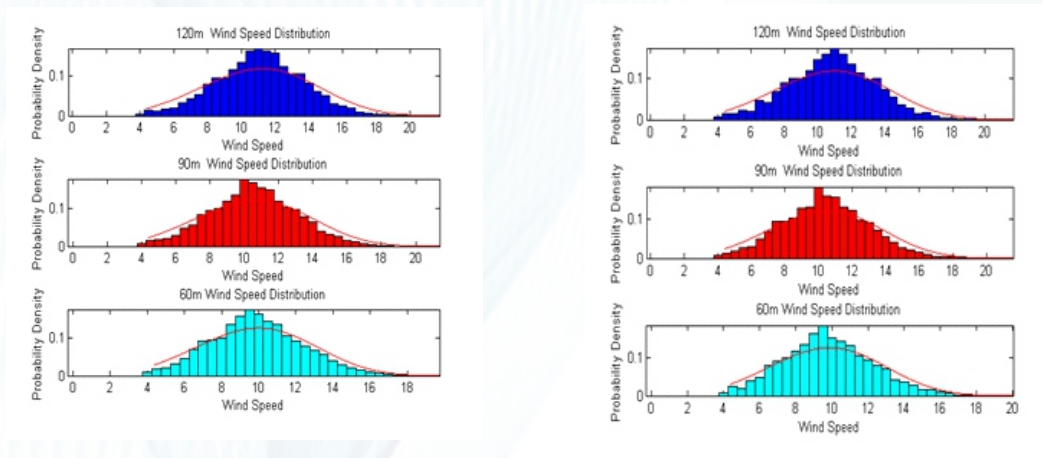 120m Wind Speed Distribution
Probability Density
0.1
0
0 2 4 6 8 10 12 14 16 18 20
Wind Speed
90m Wind Speed Distribution
Probability Density
0.1
0
0 2 4 6 8 10 12 14 16 18 20
Wind Speed
60m Wind Speed Distribution
Probability Density
0.1
0
0 2 4 6 8 10 12 14 16 18
Wind Speed
120m Wind Speed Distribution
Probability Density
0.1
0
0 2 4 6 8 10 12 14 16 18 20
Wind Speed
90m Wind Speed Distribution
Probability Density
0.1
0
0 2 4 6 8 10 12 14 16 18 20
Wind Speed
60m Wind Speed Distribution
Probability Density
0.1
0
0 2 4 6 8 10 12 14 16 18 20
Wind Speed